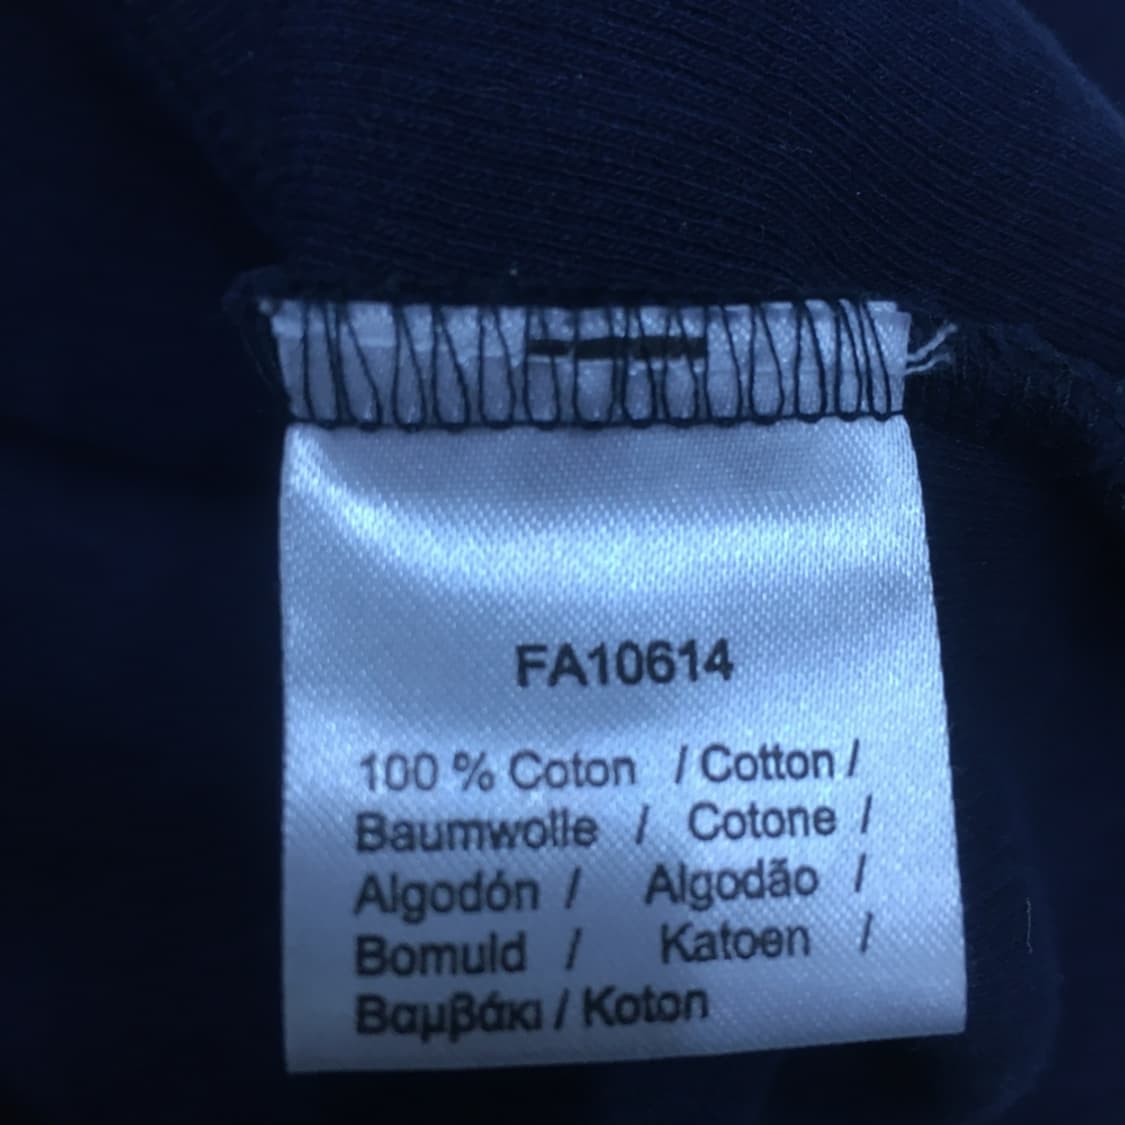 FA10614
100 % Coton / Cotton /
Baumwolle / Cotone /
Algodón / Algodão /
Bomuld / Katoen /
Βαμβάκι / Koton